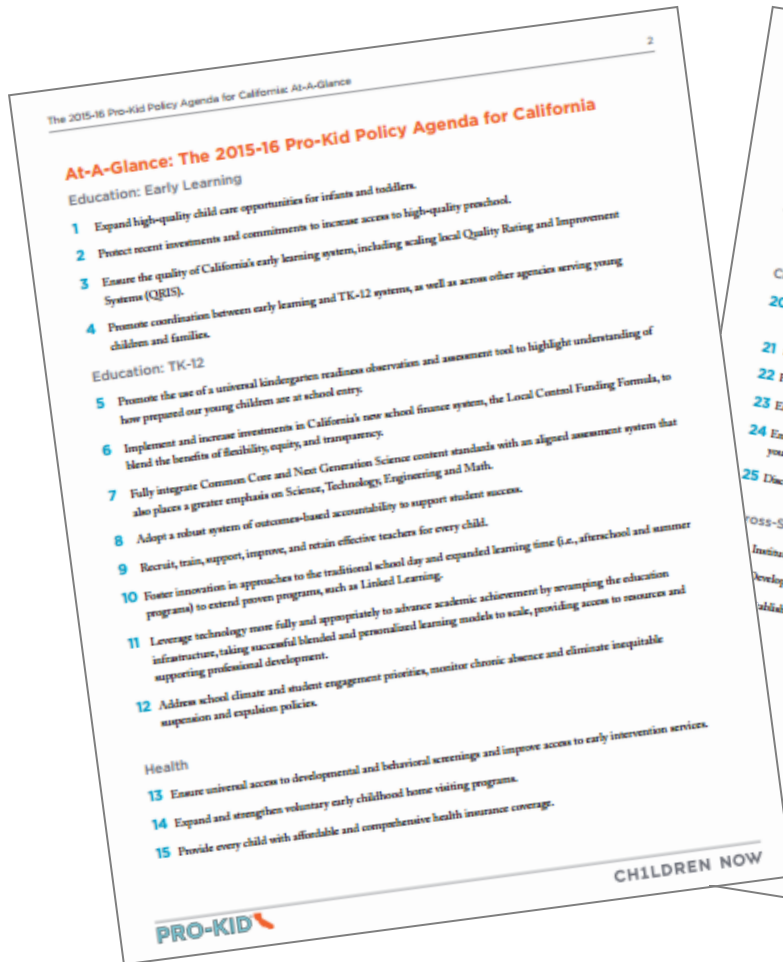 The 2015-16 Pro-Kid Policy Agenda for California: At-A-Glance
2
At-A-Glance: The 2015-16 Pro-Kid Policy Agenda for California
Education: Early Learning
1 Expand high-quality child care opportunities for infants and toddlers.
2 Protect recent investments and commitments to increase access to high-quality preschool.
3 Ensure the quality of California's early learning system, including scaling local Quality Rating and Improvement
Systems (QRIS).
4 Promote coordination between early learning and TK-12 systems, as well as across other agencies serving young
children and families.
Education: TK-12
5 Promote the use of a universal kindergarten readiness observation and assessment tool to highlight understanding of
how prepared our young children are at school entry.
6 Implement and increase investments in California's new school finance system, the Local Control Funding Formula, to
blend the benefits of flexibility, equity, and transparency.
7 Fully integrate Common Core and Next Generation Science content standards with an aligned assessment system that
also places a greater emphasis on Science, Technology, Engineering and Math.
8 Adopt a robust system of outcomes-based accountability to support student success.
9 Recruit, train, support, improve, and retain effective teachers for every child.
10 Foster innovation in approaches to the traditional school day and expanded learning time (i.e., afterschool and summer
programs) to extend proven programs, such as Linked Learning.
11 Leverage technology more fully and appropriately to advance academic achievement by revamping the education
infrastructure, taking successful blended and personalized learning models to scale, providing access to resources and
supporting professional development.
12 Address school climate and student engagement priorities, monitor chronic absence and eliminate inequitable
suspension and expulsion policies.
Health
13 Ensure universal access to developmental and behavioral screenings and improve access to early intervention services.
14 Expand and strengthen voluntary early childhood home visiting programs.
15 Provide every child with affordable and comprehensive health insurance coverage.
PRO-KID
CH1LDREN NOW
20
21
22
23
24
you
25